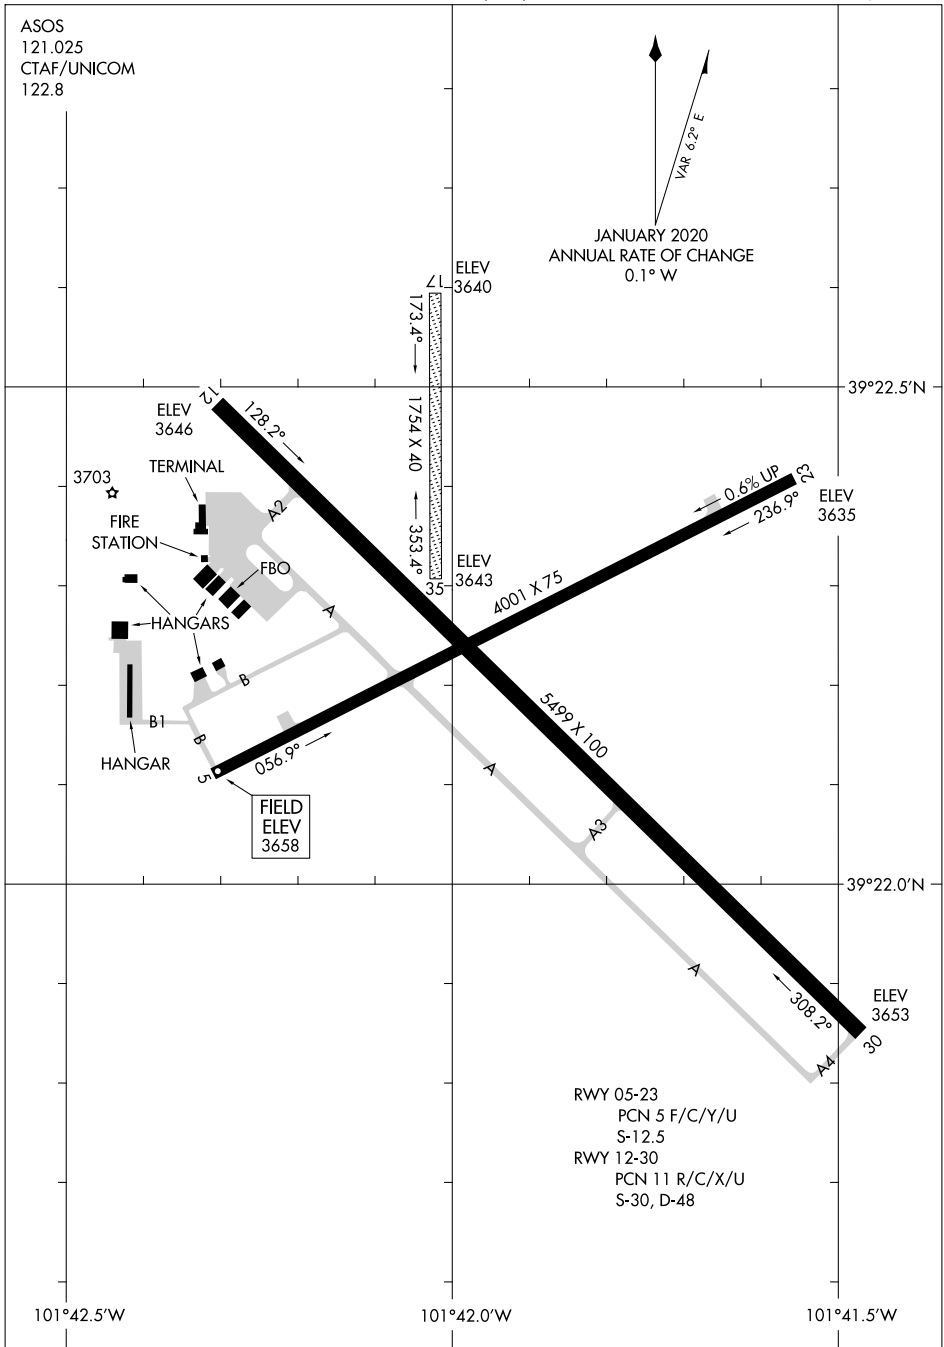 ASOS
121.025
CTAF/UNICOM
122.8
VAR 6.2° E
JANUARY 2020
ANNUAL RATE OF CHANGE
0.1° W
17
ELEV
3640
173.4°
39°22.5'N
12
ELEV
3646
128.2°
1754 X 40
TERMINAL
3703
A2
0.6% UP
23
236.9°
ELEV
3635
FIRE
STATION
353.4°
FBO
35
ELEV
3643
4001 X 75
A
HANGARS
B
B1
B
5499 X 100
HANGAR
5
056.9°
A
FIELD
ELEV
3658
A3
39°22.0'N
A
308.2°
ELEV
3653
30
A4
RWY 05-23
PCN 5 F/C/Y/U
S-12.5
RWY 12-30
PCN 11 R/C/X/U
S-30, D-48
101°42.5'W
101°42.0'W
101°41.5'W